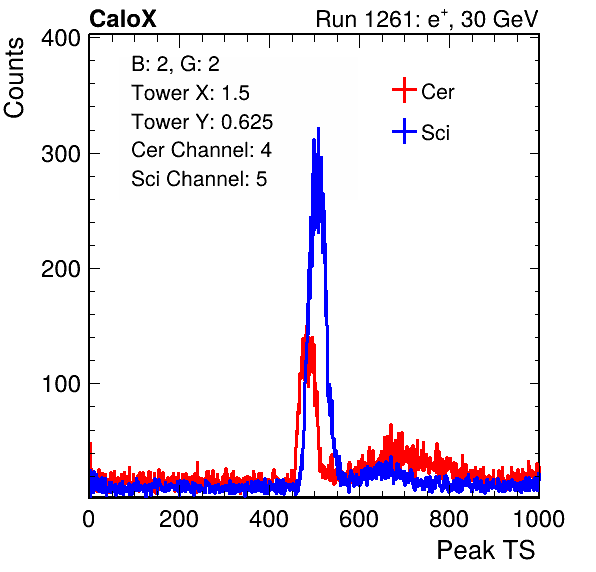 CaloX Run 1261: e⁺, 30 GeV
Counts
B: 2, G: 2
Tower X: 1.5
Tower Y: 0.625
Cer Channel: 4
Sci Channel: 5
Cer
Sci
400
300
200
100
0 200 400 600 800 1000
Peak TS